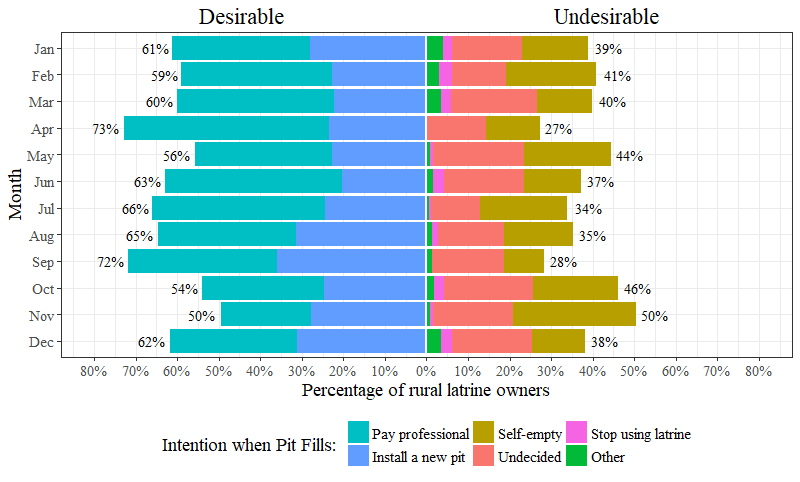 Desirable Undesirable
Jan 61% 39%
Feb 59% 41%
Mar 60% 40%
Apr 73% 27%
May 56% 44%
Jun 63% 37%
Jul 66% 34%
Aug 65% 35%
Sep 72% 28%
Oct 54% 46%
Nov 50% 50%
Dec 62% 38%
Month
80% 70% 60% 50% 40% 30% 20% 10% 0% 10% 20% 30% 40% 50% 60% 70% 80%
Percentage of rural latrine owners
Intention when Pit Fills:
Pay professional Self-empty Stop using latrine
Install a new pit Undecided Other